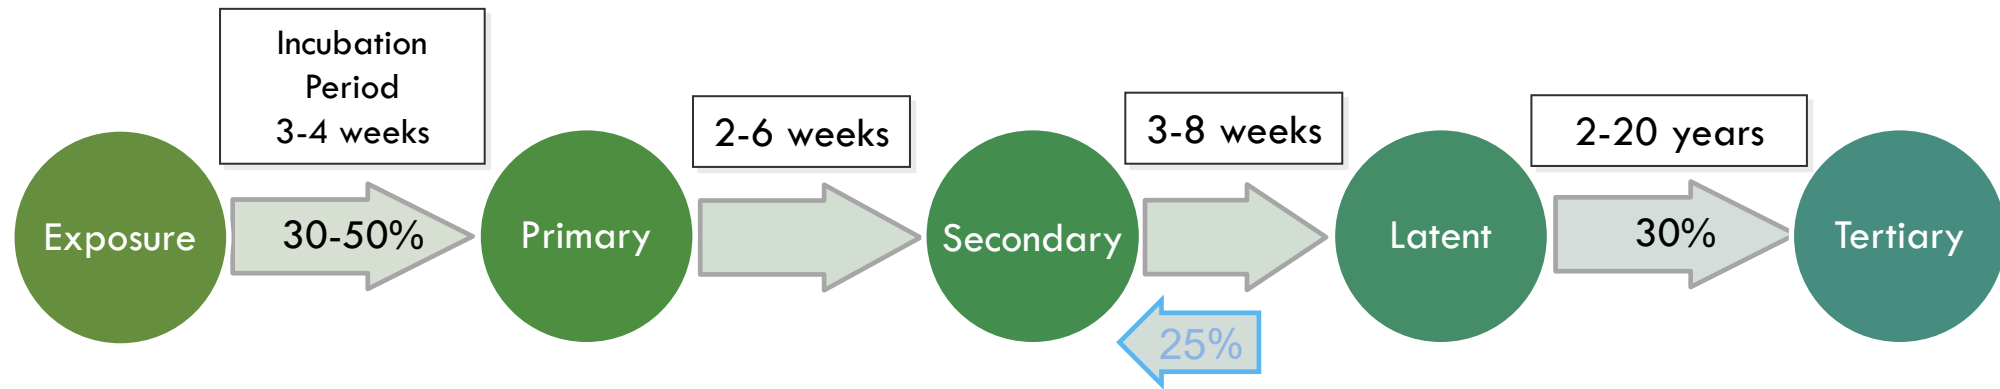 Incubation
Period
3-4 weeks
2-6 weeks
3-8 weeks
2-20 years
Exposure
30-50%
Primary
Secondary
Latent
30%
Tertiary
25%